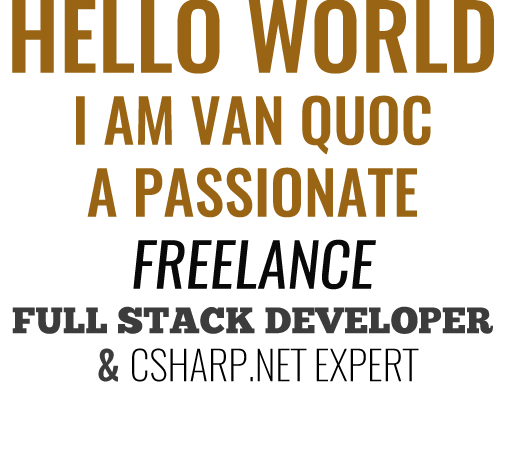 HELLO WORLD
I AM VAN QUOC
A PASSIONATE
FREELANCE
FULL STACK DEVELOPER
& CSHARP.NET EXPERT